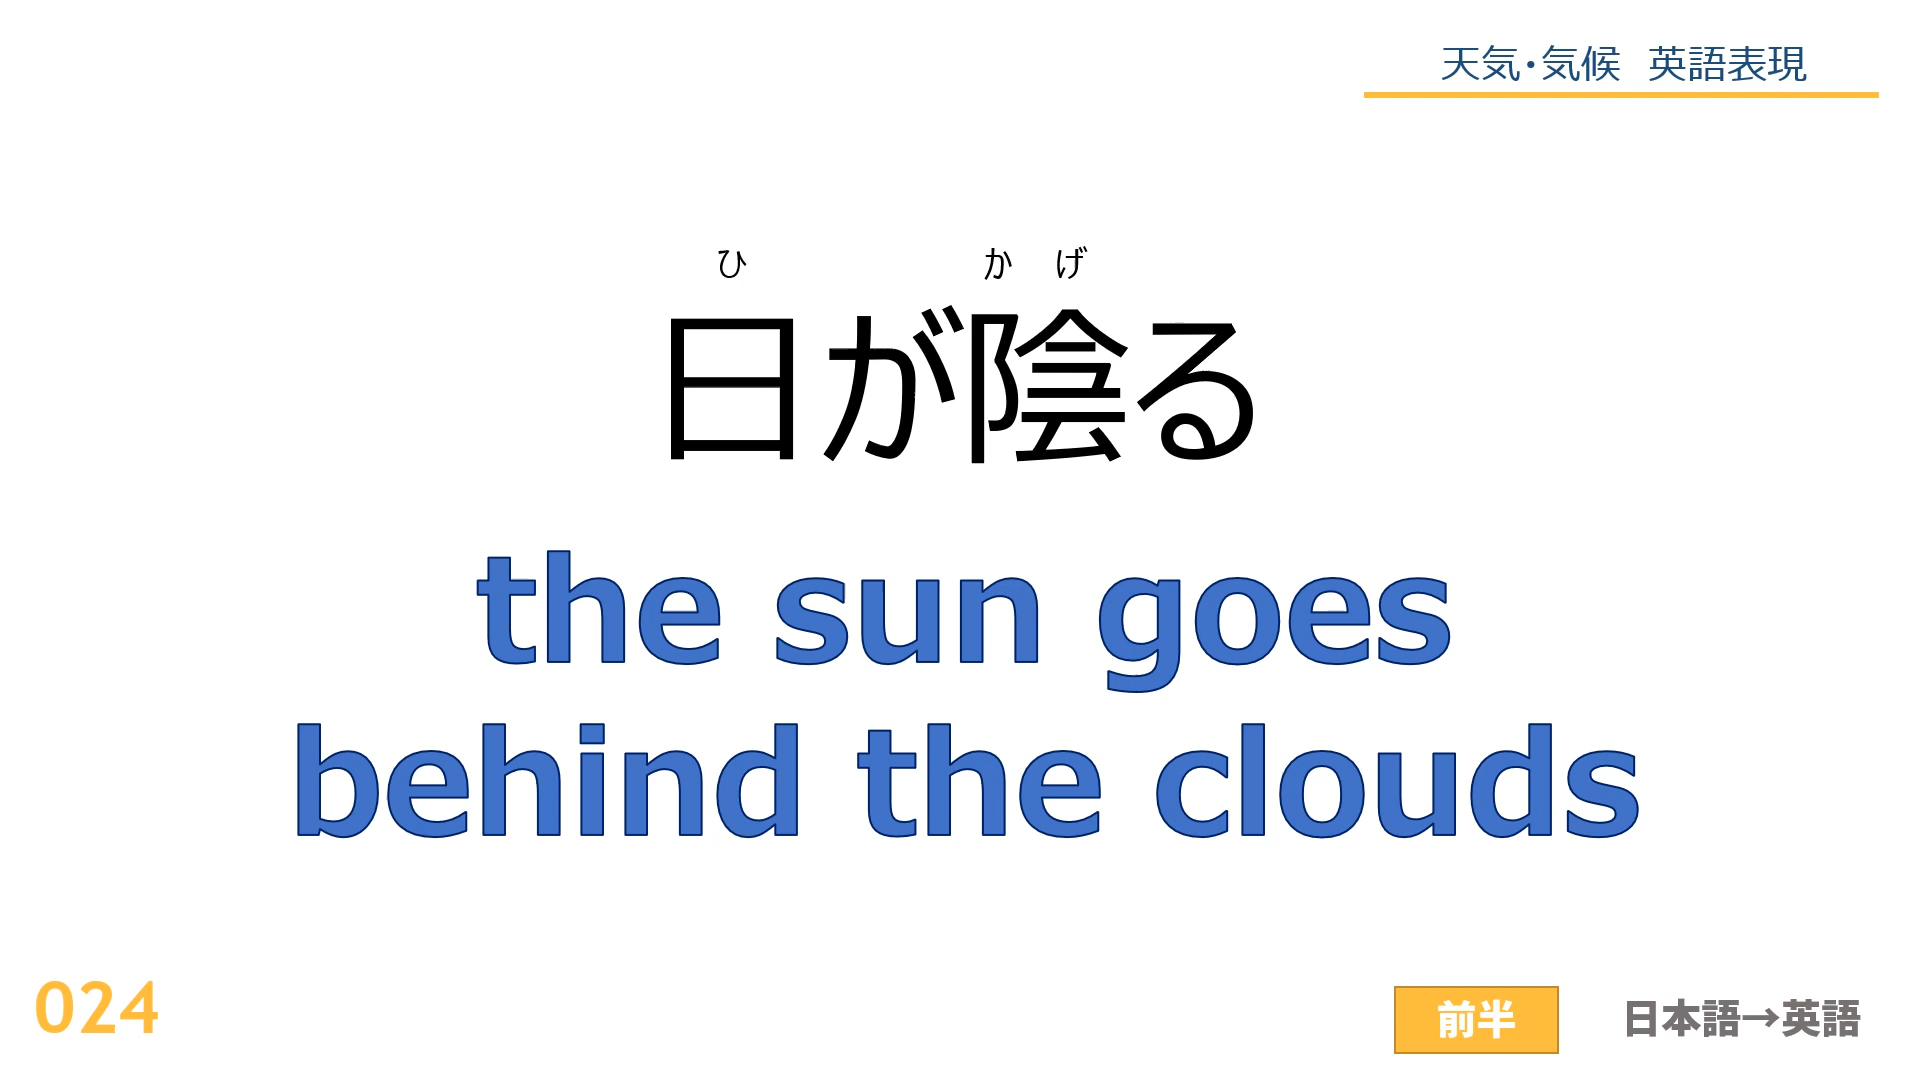 天気・気候　英語表現
ひ　かげ
日が陰る
the sun goes
behind the clouds
024
前半
日本語→英語